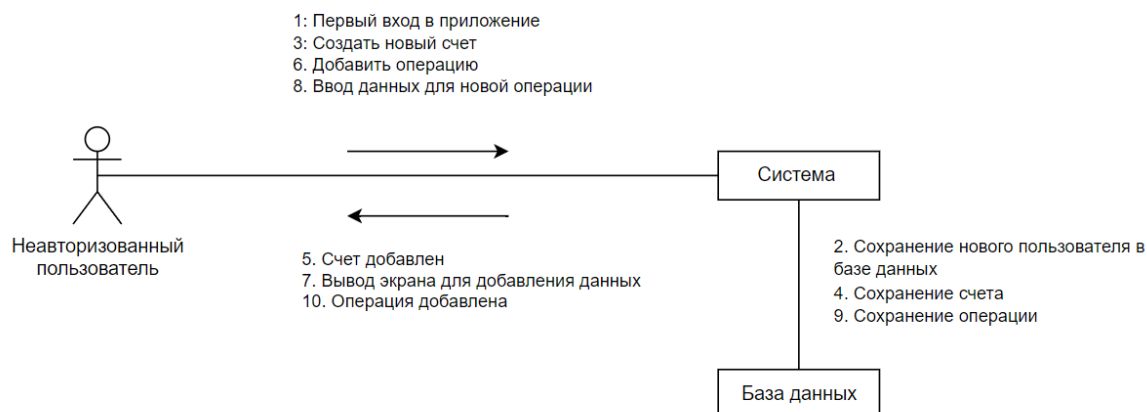 1: Первый вход в приложение
3: Создать новый счет
6. Добавить операцию
8. Ввод данных для новой операции
Система
Неавторизованный
пользователь
5. Счет добавлен
7. Вывод экрана для добавления данных
10. Операция добавлена
2. Сохранение нового пользователя в
базе данных
4. Сохранение счета
9. Сохранение операции
База данных